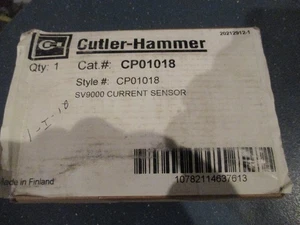 20212912-1
Cutler-Hammer
Qty: 1 Cat.#: CP01018
Style #: CP01018
SV9000 CURRENT SENSOR
Made in Finland
10782114637613